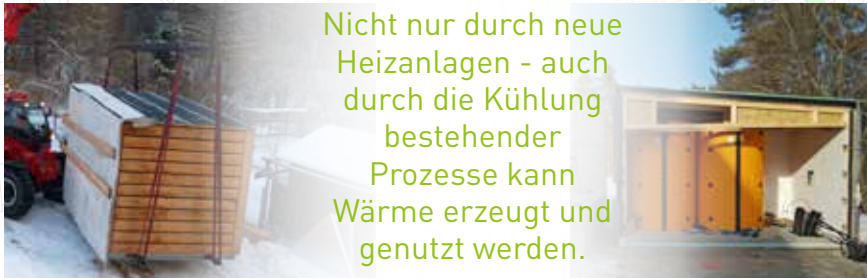 Nicht nur durch neue
Heizanlagen - auch
durch die Kühlung
bestehender
Prozesse kann
Wärme erzeugt und
genutzt werden.